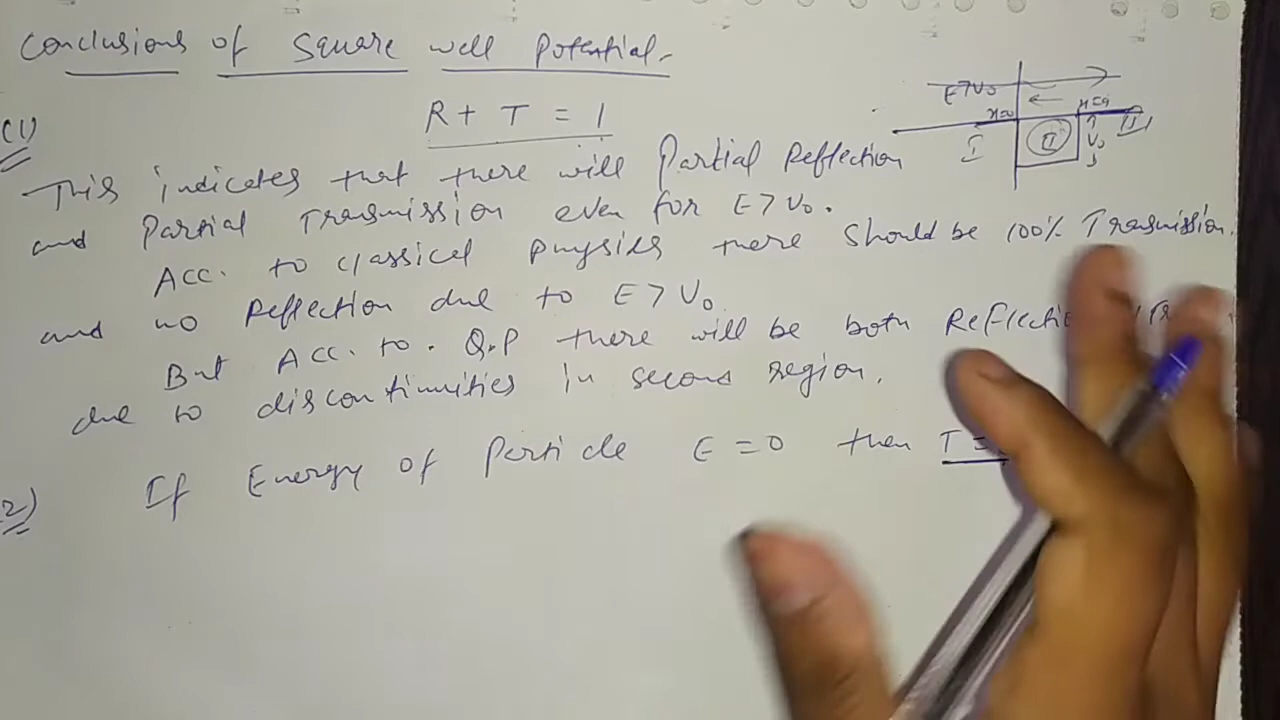 Conclusions of Square well Potential.
E>V₀
x=0
x=a
I
II
V₀
III
(1)
R + T = 1
This indicates that there will Partial Reflection
and Partial Transmission even for E>V₀.
Acc. to classical physics there should be 100% Transmission.
and no Reflection due to E>V₀
But Acc. to. Q.P there will be both
due to discontinuities in second region.
2) If Energy of Particle E=0 then T=